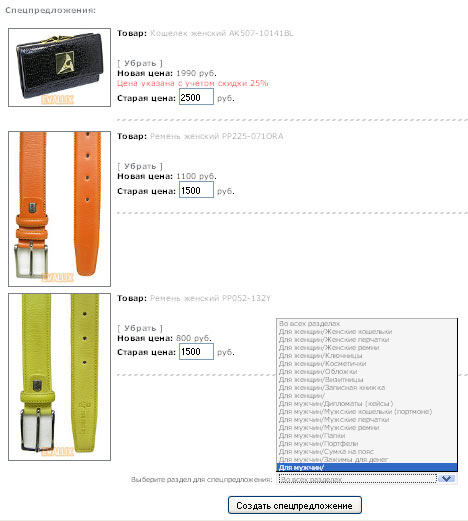 Спецпредложения:
Товар: Кошелек женский AK507-10141BL
[ Убрать ]
Новая цена: 1990 руб.
Цена указана с учетом скидки 25%
Старая цена: 2500 руб.
EVALUX
Товар: Ремень женский PP225-071ORA
[ Убрать ]
Новая цена: 1100 руб.
Старая цена: 1500 руб.
EVALUX
Товар: Ремень женский PP052-132Y
[ Убрать ]
Новая цена: 800 руб.
Старая цена: 1500 руб.
EVALUX
Во всех разделах
Для женщин/Женские кошельки
Для женщин/Женские перчатки
Для женщин/Женские ремни
Для женщин/Ключницы
Для женщин/Косметички
Для женщин/Обложки
Для женщин/Визитницы
Для женщин/Записная книжка
Для женщин/
Для мужчин/Дипломаты (кейсы)
Для мужчин/Мужские кошельки (портмоне)
Для мужчин/Мужские перчатки
Для мужчин/Мужские ремни
Для мужчин/Папки
Для мужчин/Портфели
Для мужчин/Сумка на пояс
Для мужчин/Зажимы для денег
Для мужчин/
Выберите раздел для спецпредложения: Во всех разделах
Создать спецпредложение